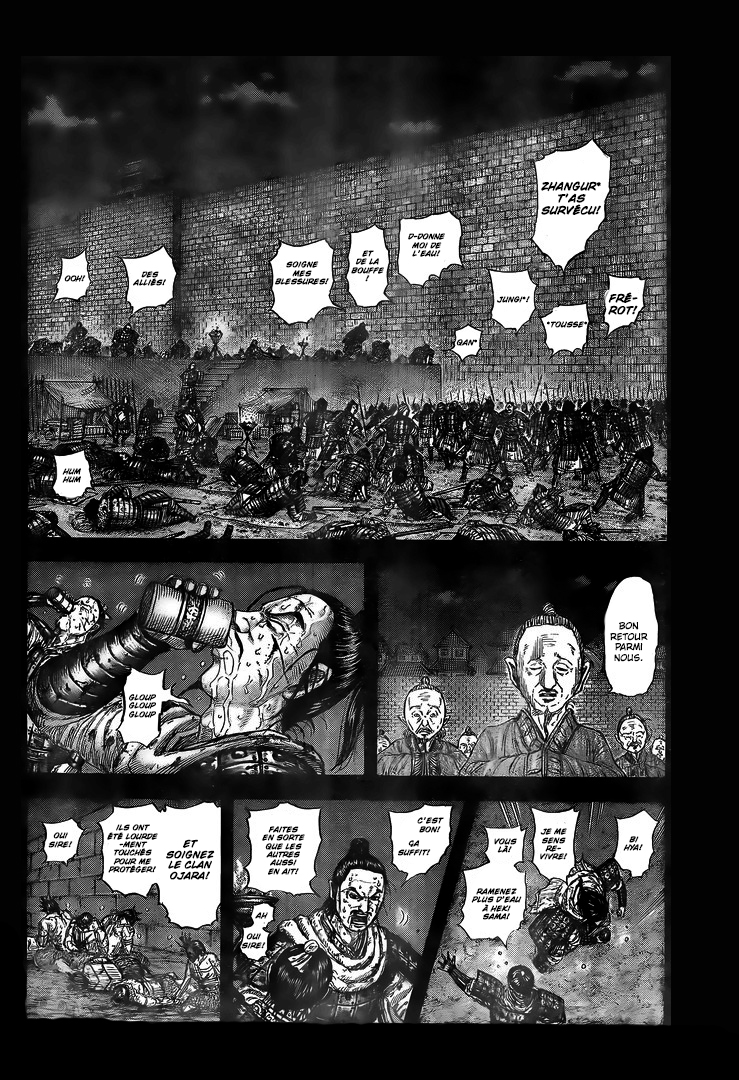 ZHANGUR*
T'AS
SURVÉCU!
D-DONNE
MOI DE
L'EAU!
ET
DE LA
BOUFFE
!
SOIGNE
MES
BLESSURES!
DES
ALLIÉS!
OOH!
FRÉ-
ROT!
JUNGI*!
*TOUSSE*
QAN*
HUM
HUM
BON
RETOUR
PARMI
NOUS.
GLOUP
GLOUP
GLOUP
BI
HYA!
JE ME
SENS
RE-
VIVRE!
VOUS
LÀ!
RAMENEZ
PLUS D'EAU
À HEKI
SAMA!
C'EST
BON!
ÇA
SUFFIT!
FAITES
EN SORTE
QUE LES
AUTRES
AUSSI
EN AIT!
AH
OUI
SIRE!
ET
SOIGNEZ
LE CLAN
OJARA!
ILS ONT
ÉTÉ LOURDE
-MENT
TOUCHÉS
POUR ME
PROTÉGER!
OUI
SIRE!